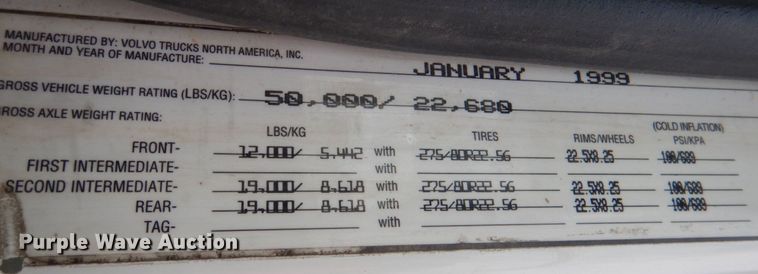 MANUFACTURED BY: VOLVO TRUCKS NORTH AMERICA, INC.
MONTH AND YEAR OF MANUFACTURE: JANUARY 1999
GROSS VEHICLE WEIGHT RATING (LBS/KG): 50,000/ 22,680
GROSS AXLE WEIGHT RATING:
LBS/KG TIRES RIMS/WHEELS (COLD INFLATION) PSI/KPA
FRONT- 12,000/ 5,442 with 275/80R22.5G 22.5X8.25 100/689
FIRST INTERMEDIATE- with
SECOND INTERMEDIATE- 19,000/ 8,618 with 275/80R22.5G 22.5X8.25 100/689
REAR- 19,000/ 8,618 with 275/80R22.5G 22.5X8.25 100/689
TAG- with
Purple Wave Auction